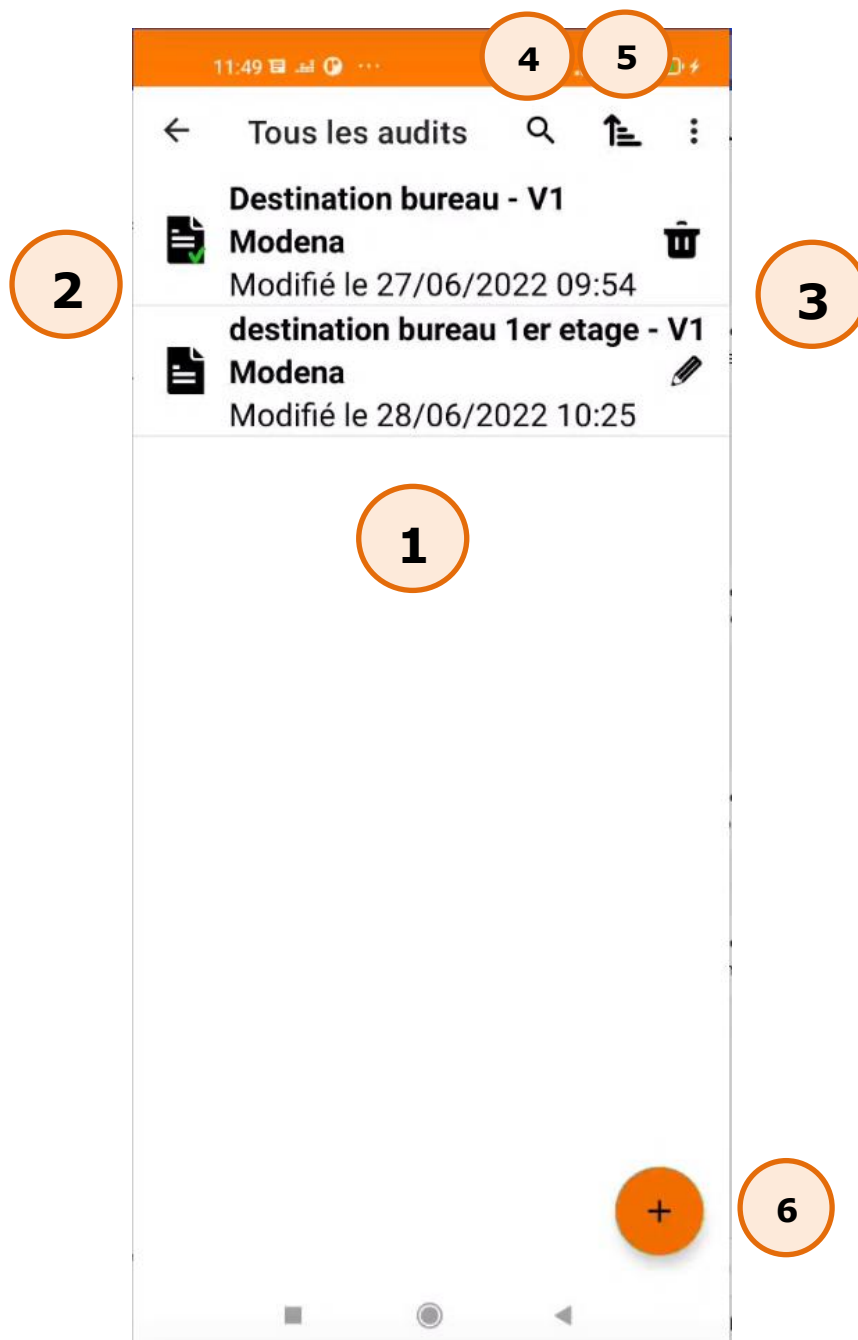 4
5
11:49
Tous les audits
Destination bureau - V1
Modena
Modifié le 27/06/2022 09:54
2
3
destination bureau 1er etage - V1
Modena
Modifié le 28/06/2022 10:25
1
+
6